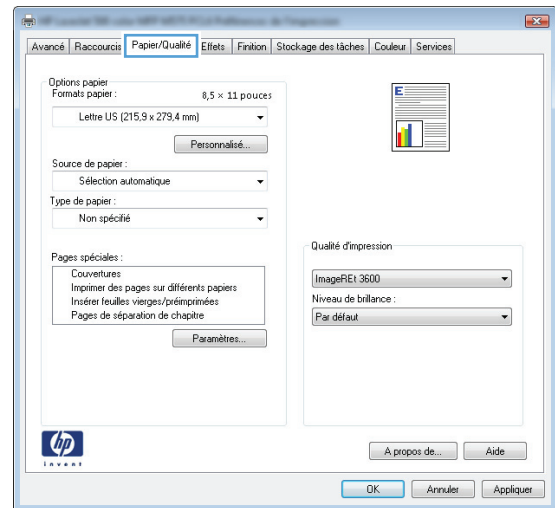 Avancé Raccourcis Papier/Qualité Effets Finition Stockage des tâches Couleur Services
Options papier
Formats papier : 8,5 × 11 pouces
Lettre US (215,9 x 279,4 mm)
Personnalisé...
Source de papier :
Sélection automatique
Type de papier :
Non spécifié
Pages spéciales :
Couvertures
Imprimer des pages sur différents papiers
Insérer feuilles vierges/préimprimées
Pages de séparation de chapitre
Paramètres...
E
Qualité d'impression
ImageREt 3600
Niveau de brillance :
Par défaut
hp
invent
A propos de... Aide
OK Annuler Appliquer